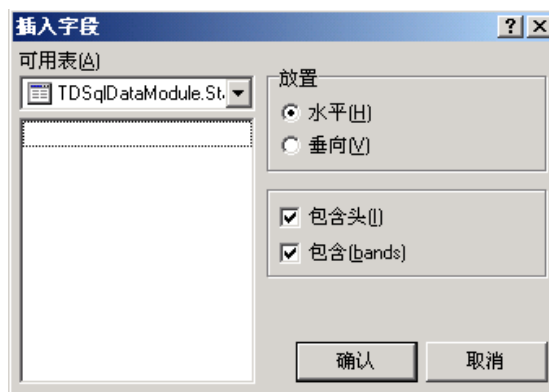 插入字段
可用表(A)
TDSqlDataModule.St
放置
水平(H)
垂向(V)
包含头(I)
包含(bands)
确认
取消